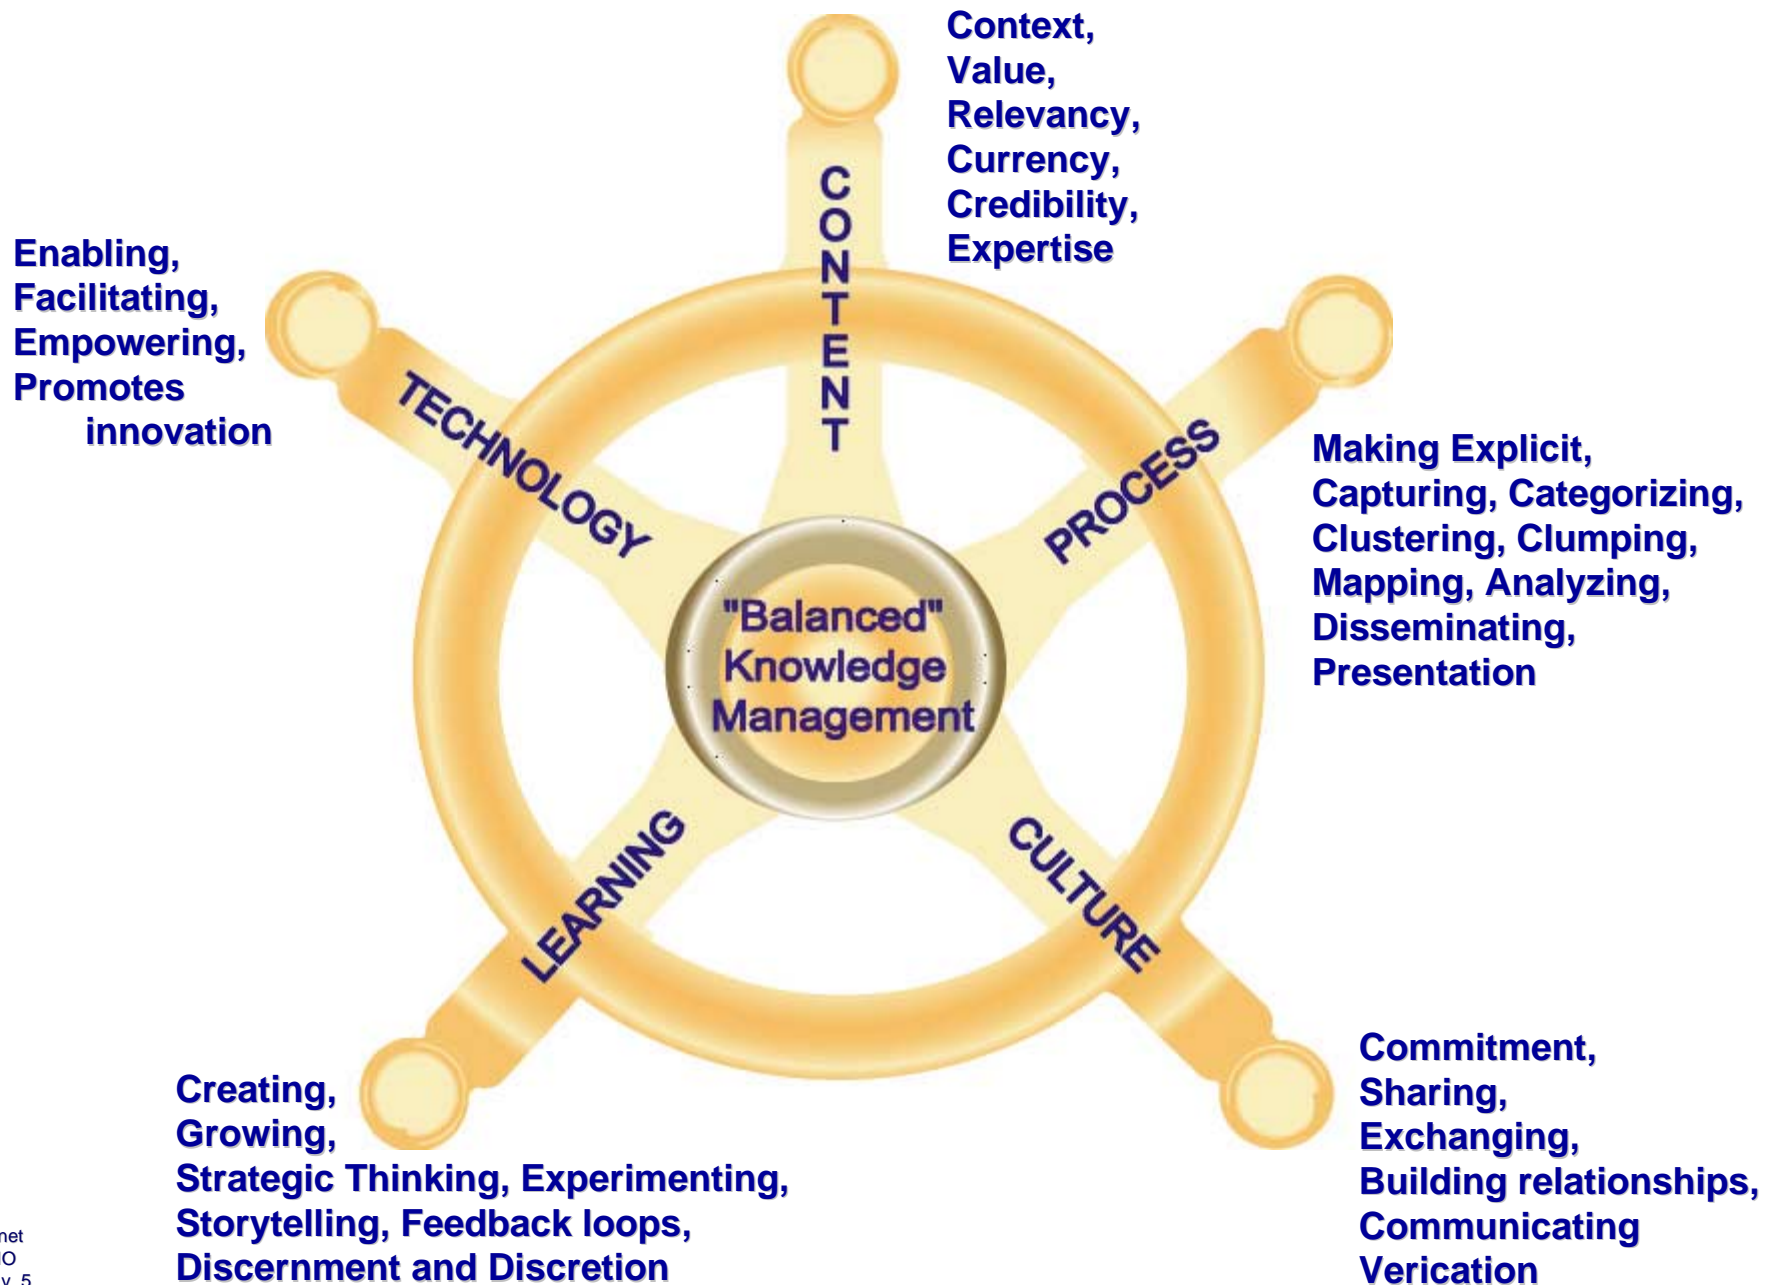 Context,
Value,
Relevancy,
Currency,
Credibility,
Expertise
CONTENT
Enabling,
Facilitating,
Empowering,
Promotes
innovation
TECHNOLOGY
PROCESS
Making Explicit,
Capturing, Categorizing,
Clustering, Clumping,
Mapping, Analyzing,
Disseminating,
Presentation
"Balanced"
Knowledge
Management
LEARNING
CULTURE
Creating,
Growing,
Strategic Thinking, Experimenting,
Storytelling, Feedback loops,
Discernment and Discretion
Commitment,
Sharing,
Exchanging,
Building relationships,
Communicating
Verication
net